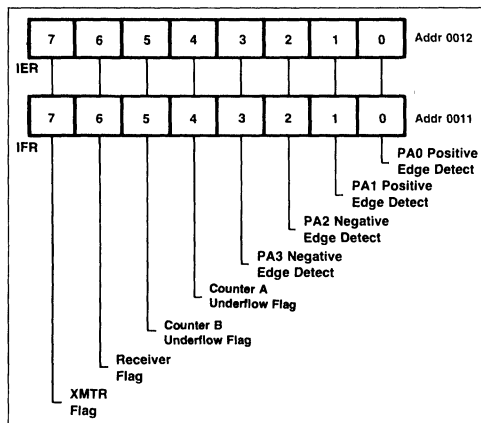 7 6 5 4 3 2 1 0 Addr 0012
IER
7 6 5 4 3 2 1 0 Addr 0011
IFR
PA0 Positive
Edge Detect
PA1 Positive
Edge Detect
PA2 Negative
Edge Detect
PA3 Negative
Edge Detect
Counter A
Underflow Flag
Counter B
Underflow Flag
Receiver
Flag
XMTR
Flag